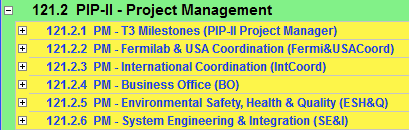 121.2 PIP-II - Project Management
121.2.1 PM - T3 Milestones (PIP-II Project Manager)
121.2.2 PM - Fermilab & USA Coordination (Fermi&USACoord)
121.2.3 PM - International Coordination (IntCoord)
121.2.4 PM - Business Office (BO)
121.2.5 PM - Environmental Safety, Health & Quality (ESH&Q)
121.2.6 PM - System Engineering & Integration (SE&I)